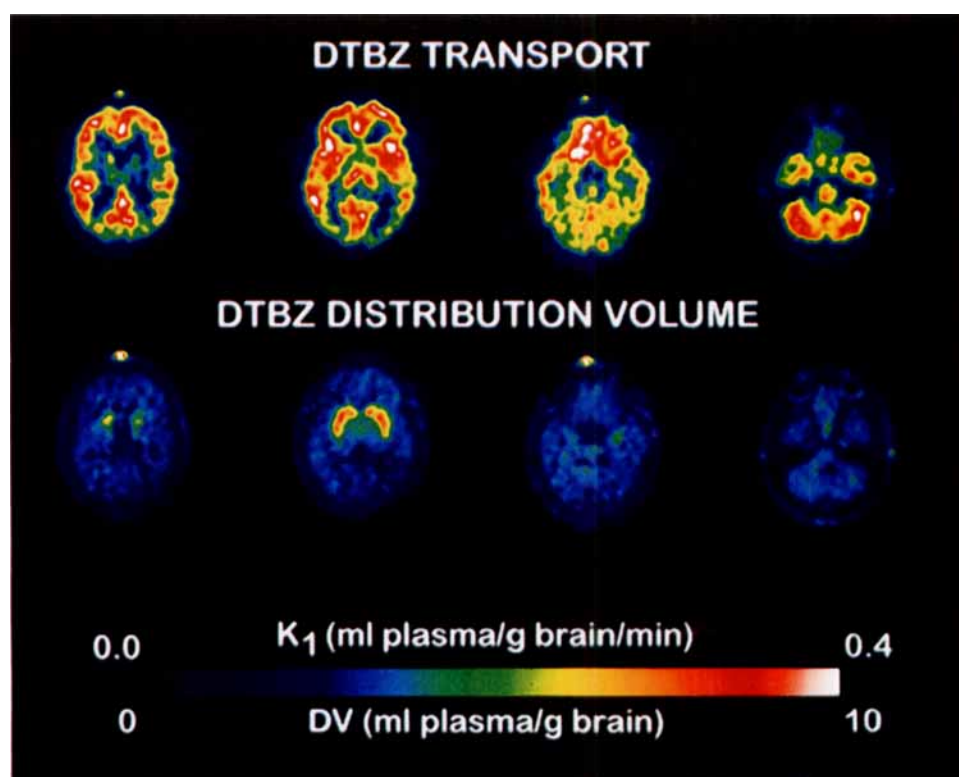 DTBZ TRANSPORT
DTBZ DISTRIBUTION VOLUME
0.0 K1 (ml plasma/g brain/min) 0.4
0 DV (ml plasma/g brain) 10